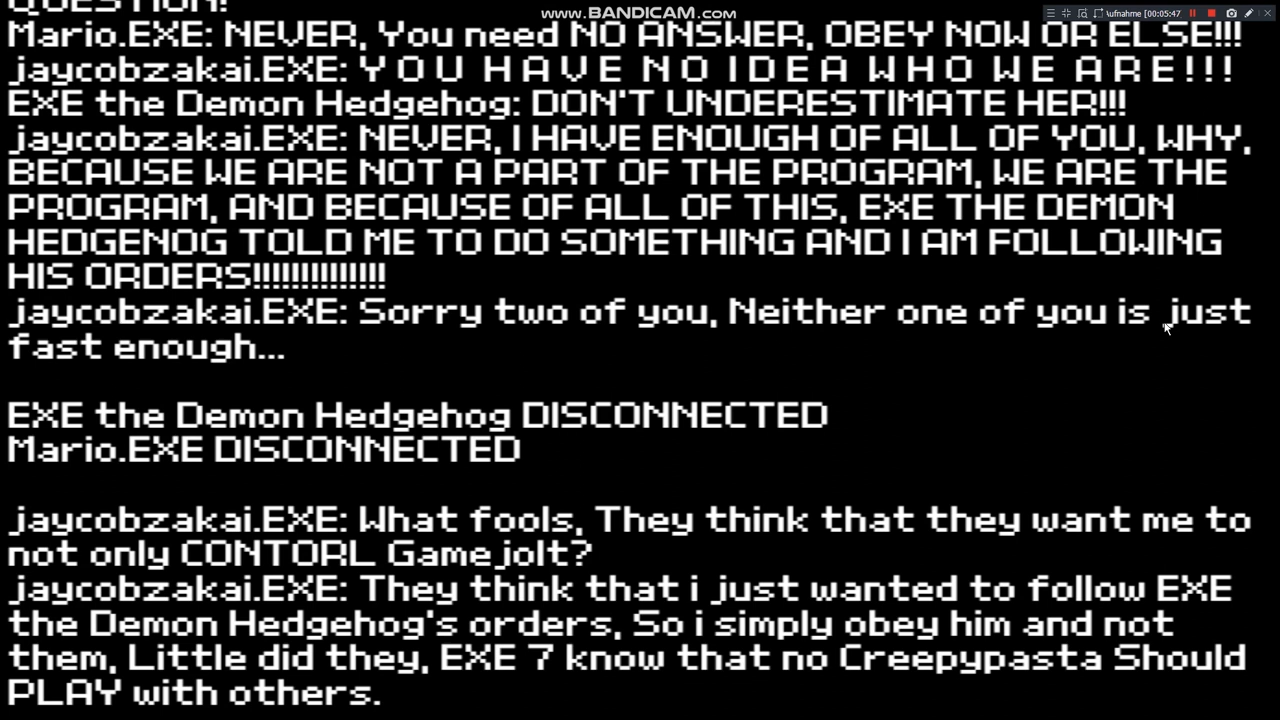 www.BANDICAM.com
\ufnahme [00:05:47]
QUESTION!
Mario.EXE: NEVER, You need NO ANSWER, OBEY NOW OR ELSE!!!
jaycobzakai.EXE: Y O U H A V E N O I D E A W H O W E A R E ! ! !
EXE the Demon Hedgehog: DON'T UNDERESTIMATE HER!!!
jaycobzakai.EXE: NEVER, I HAVE ENOUGH OF ALL OF YOU, WHY,
BECAUSE WE ARE NOT A PART OF THE PROGRAM, WE ARE THE
PROGRAM, AND BECAUSE OF ALL OF THIS, EXE THE DEMON
HEDGENOG TOLD ME TO DO SOMETHING AND I AM FOLLOWING
HIS ORDERS!!!!!!!!!!!!!!
jaycobzakai.EXE: Sorry two of you, Neither one of you is just
fast enough...
EXE the Demon Hedgehog DISCONNECTED
Mario.EXE DISCONNECTED
jaycobzakai.EXE: What fools, They think that they want me to
not only CONTORL Gamejolt?
jaycobzakai.EXE: They think that i just wanted to follow EXE
the Demon Hedgehog's orders, So i simply obey him and not
them, Little did they, EXE 7 know that no Creepypasta Should
PLAY with others.